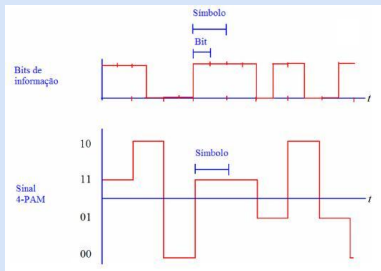 Símbolo
Bit
Bits de
informação
t
10
11
Símbolo
Sinal
4-PAM
t
01
00